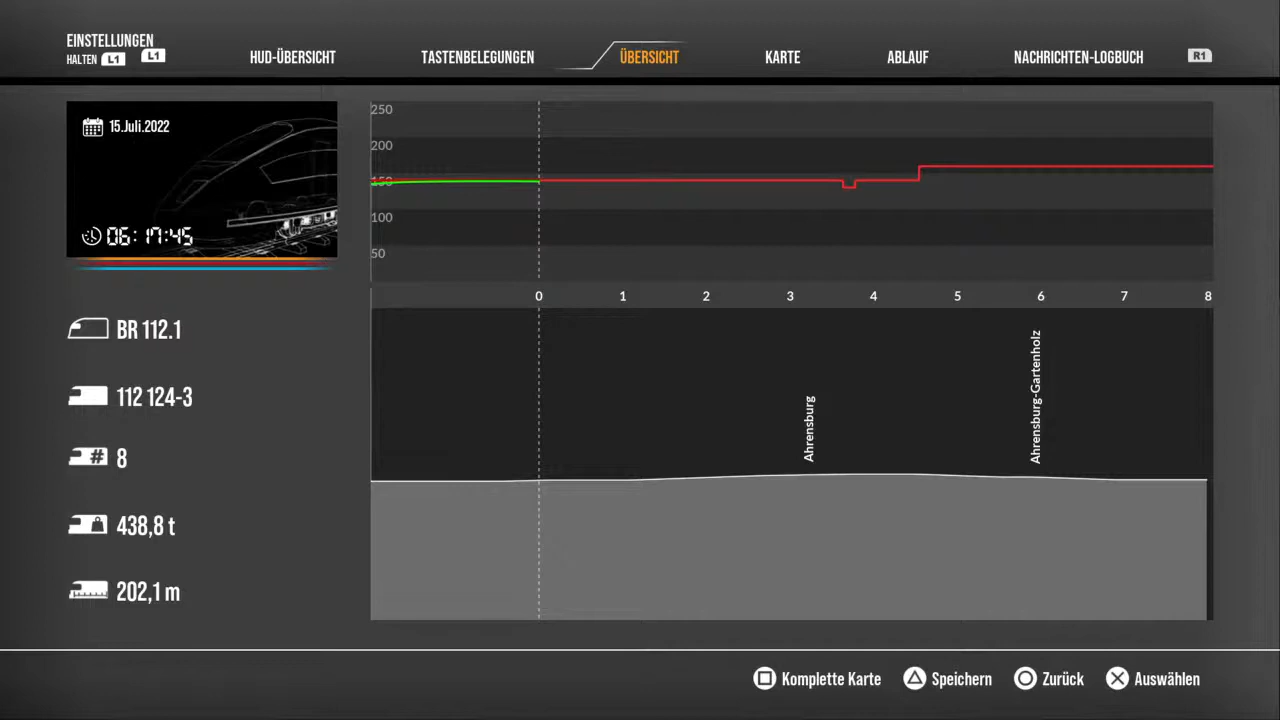 EINSTELLUNGEN
HALTEN L1 L1
HUD-ÜBERSICHT
TASTENBELEGUNGEN
ÜBERSICHT
KARTE
ABLAUF
NACHRICHTEN-LOGBUCH
R1
15.Juli.2022
06:17:45
BR 112.1
112 124-3
# 8
438,8 t
202,1 m
250
200
150
100
50
0 1 2 3 4 5 6 7 8
Ahrensburg
Ahrensburg-Gartenholz
Komplette Karte
Speichern
Zurück
Auswählen